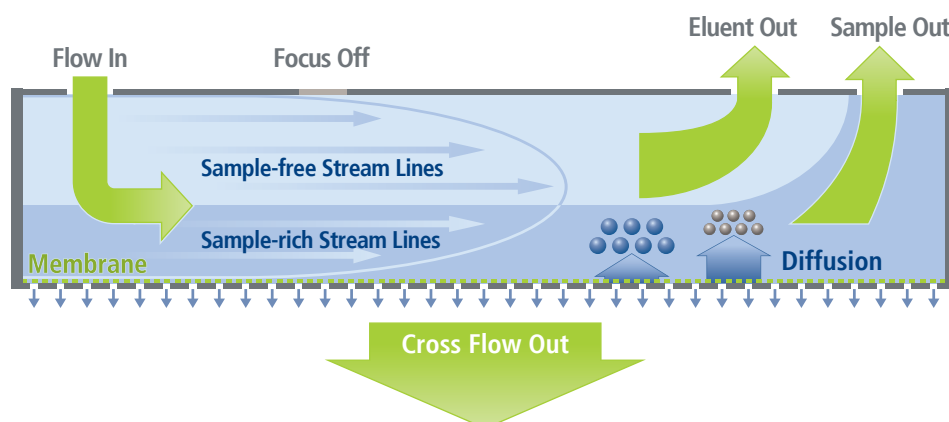 Eluent Out
Sample Out
Flow In
Focus Off
Sample-free Stream Lines
Sample-rich Stream Lines
Membrane
Diffusion
Cross Flow Out